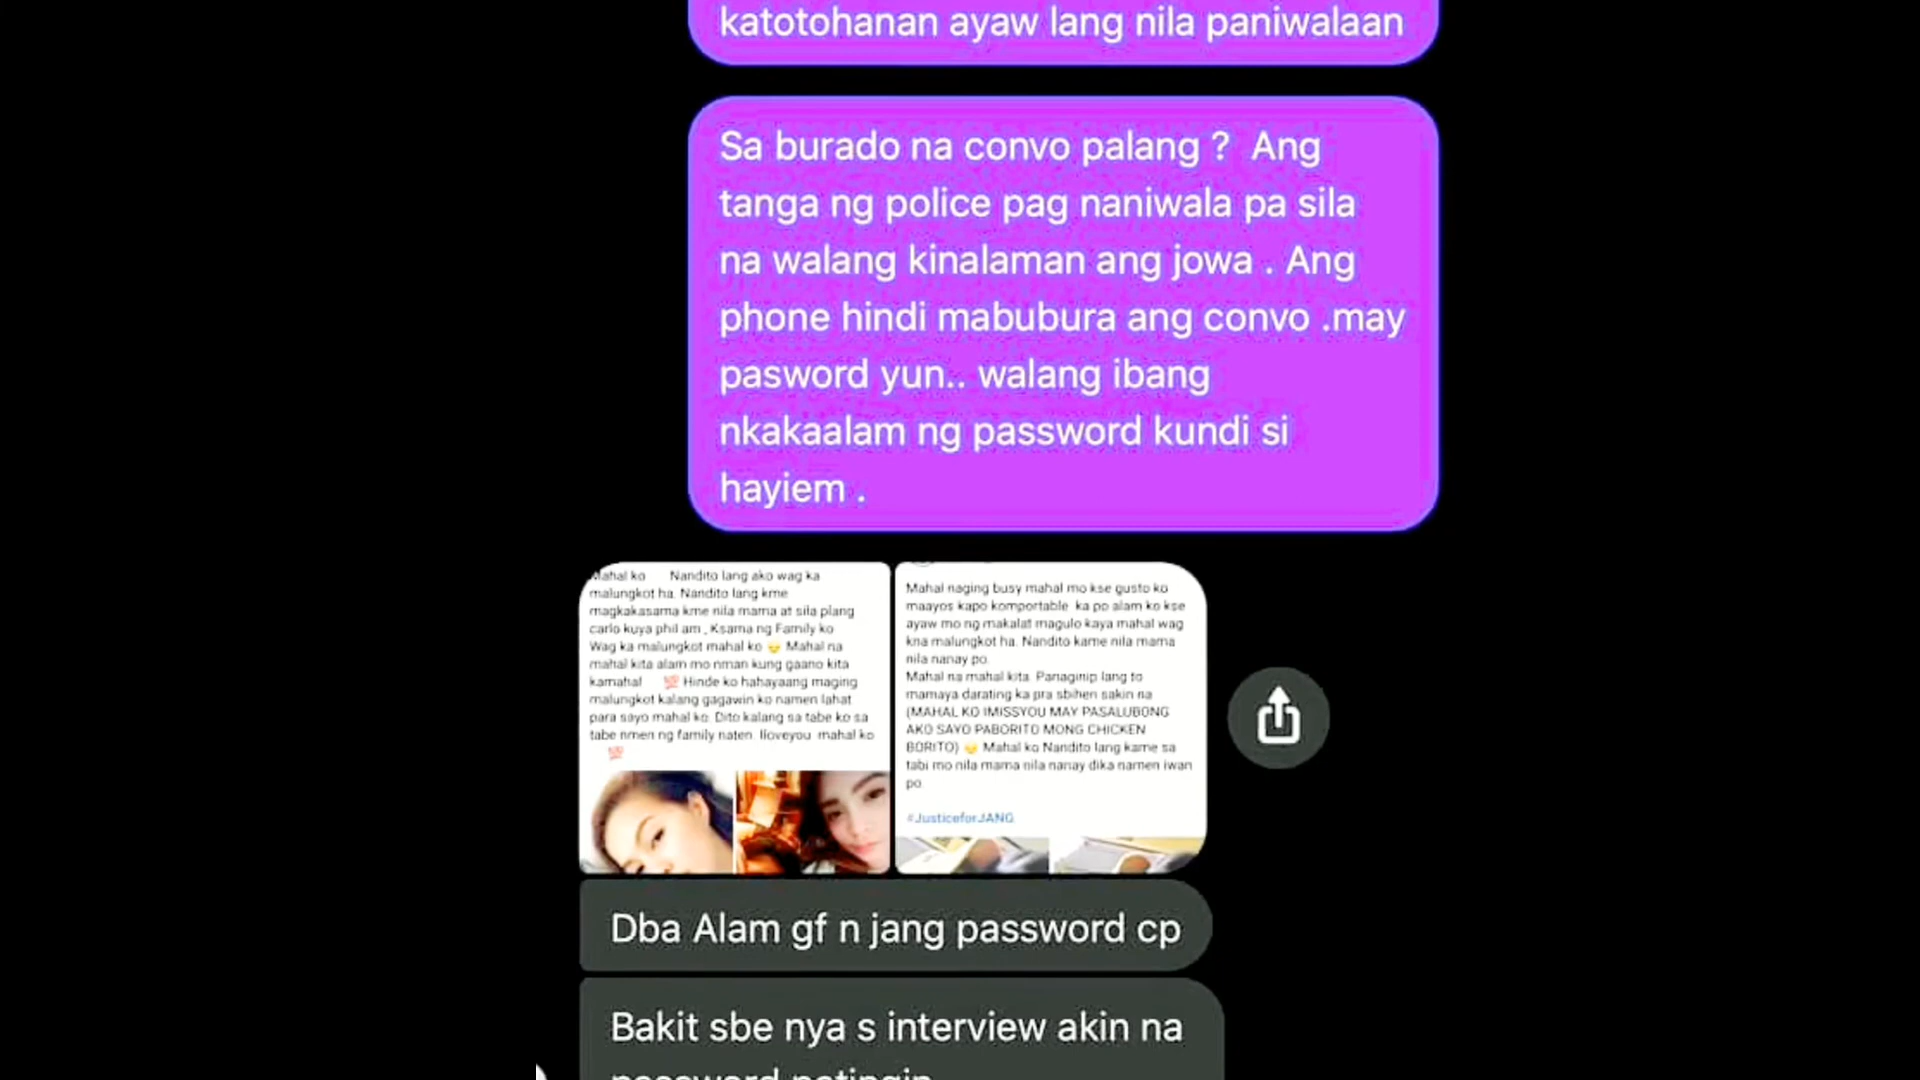 katotohanan ayaw lang nila paniwalaan
Sa burado na convo palang ? Ang
tanga ng police pag naniwala pa sila
na walang kinalaman ang jowa . Ang
phone hindi mabubura ang convo .may
pasword yun.. walang ibang
nkakaalam ng password kundi si
hayiem .
Mahal ko Nandito lang ako wag ka
malungkot ha. Nandito lang kme
magkakasama kme nila mama at sila plang
carlo kuya phil am , Ksama ng Family ko
Wag ka malungkot mahal ko 😔 Mahal na
mahal kita alam mo nman kung gaano kita
kamahal 💯 Hinde ko hahayaang maging
malungkot kalang gagawin ko namen lahat
para sayo mahal ko. Dito kalang sa tabe ko sa
tabe nmen ng family naten. Iloveyou mahal ko
💯
Mahal naging busy mahal mo kse gusto ko
maayos kapo komportable ka po alam ko kse
ayaw mo ng makalat magulo kaya mahal wag
kna malungkot ha. Nandito kame nila mama
nila nanay po.
Mahal na mahal kita. Panaginip lang to
mamaya darating ka pra sbihen sakin na
(MAHAL KO IMISSYOU MAY PASALUBONG
AKO SAYO PABORITO MONG CHICKEN
BORITO) 😔 Mahal ko Nandito lang kame sa
tabi mo nila mama nila nanay dika namen iwan
po
#JusticeforJANG
Dba Alam gf n jang password cp
Bakit sbe nya s interview akin na
password natingin